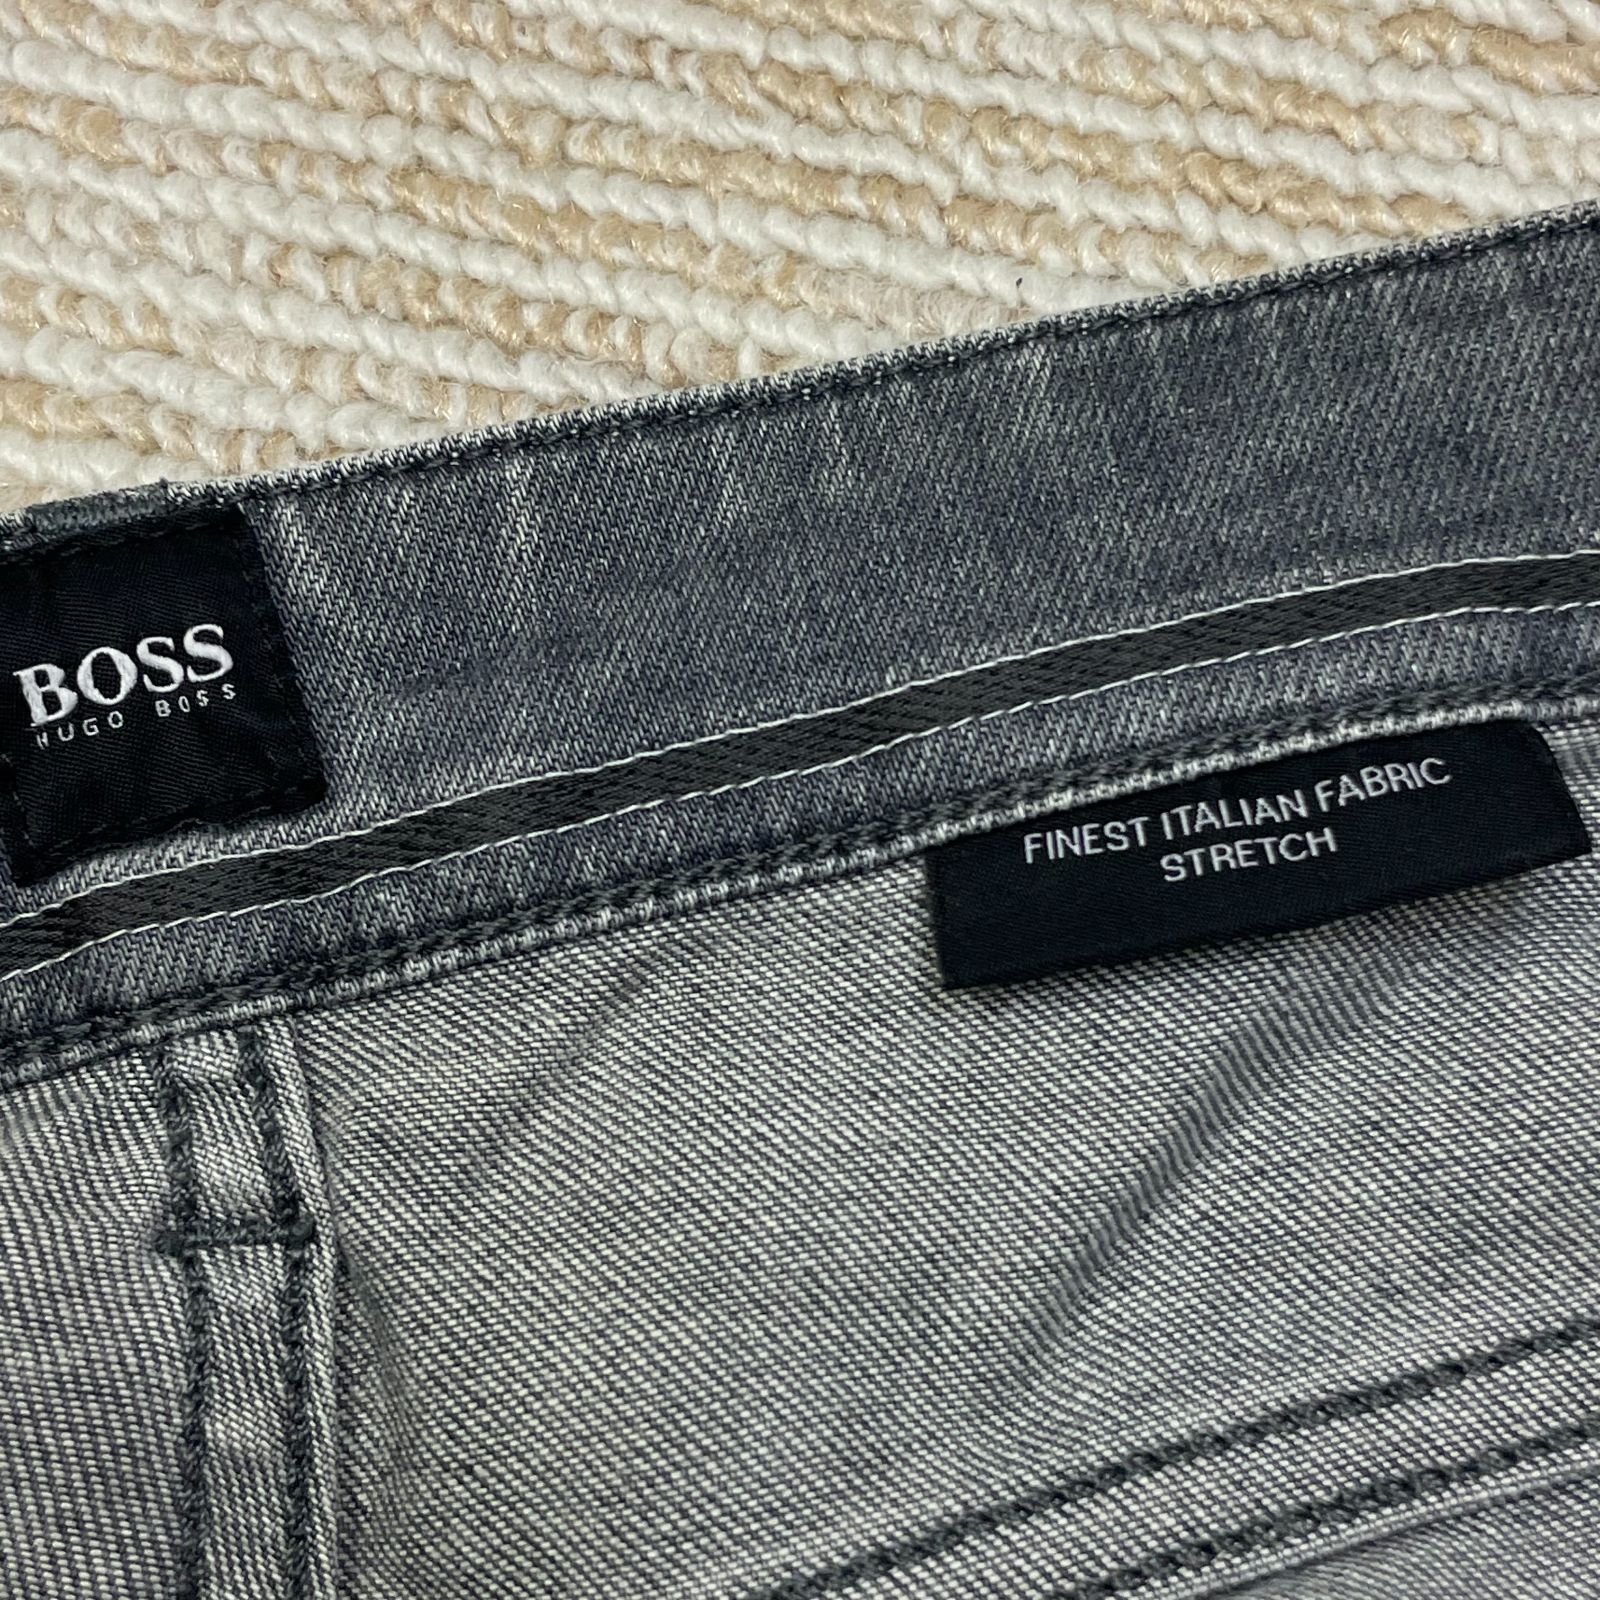 BOSS
HUGO BOSS
FINEST ITALIAN FABRIC
STRETCH